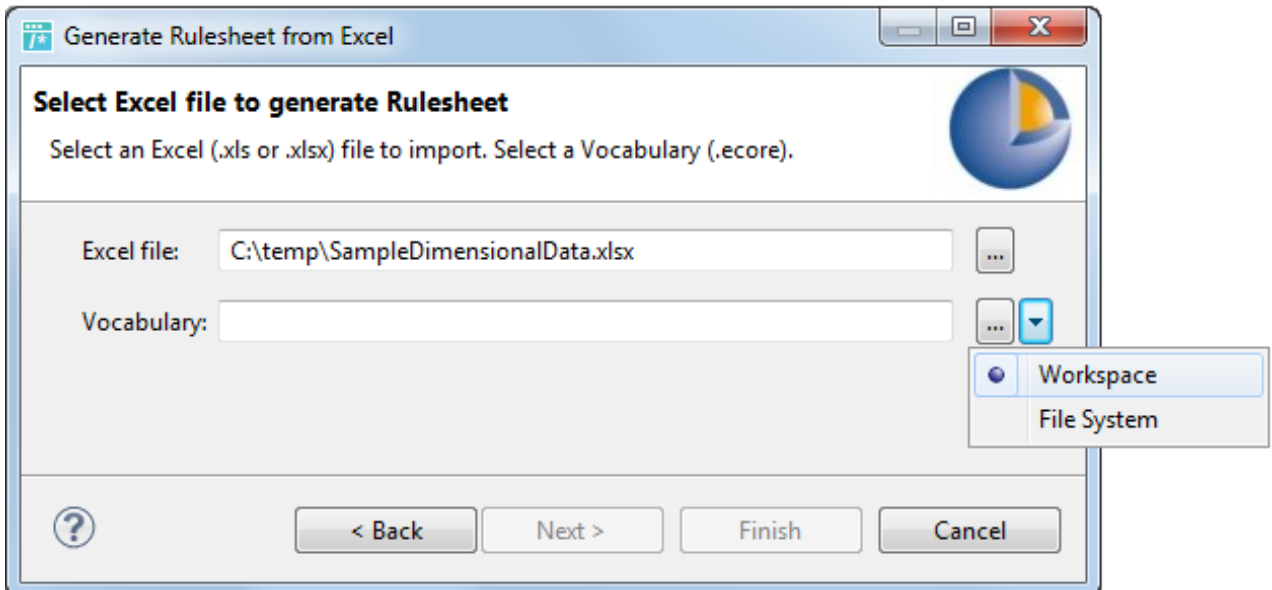 Generate Rulesheet from Excel
Select Excel file to generate Rulesheet
Select an Excel (.xls or .xlsx) file to import. Select a Vocabulary (.ecore).
Excel file: C:\temp\SampleDimensionalData.xlsx ...
Vocabulary: ...
Workspace
File System
? < Back Next > Finish Cancel